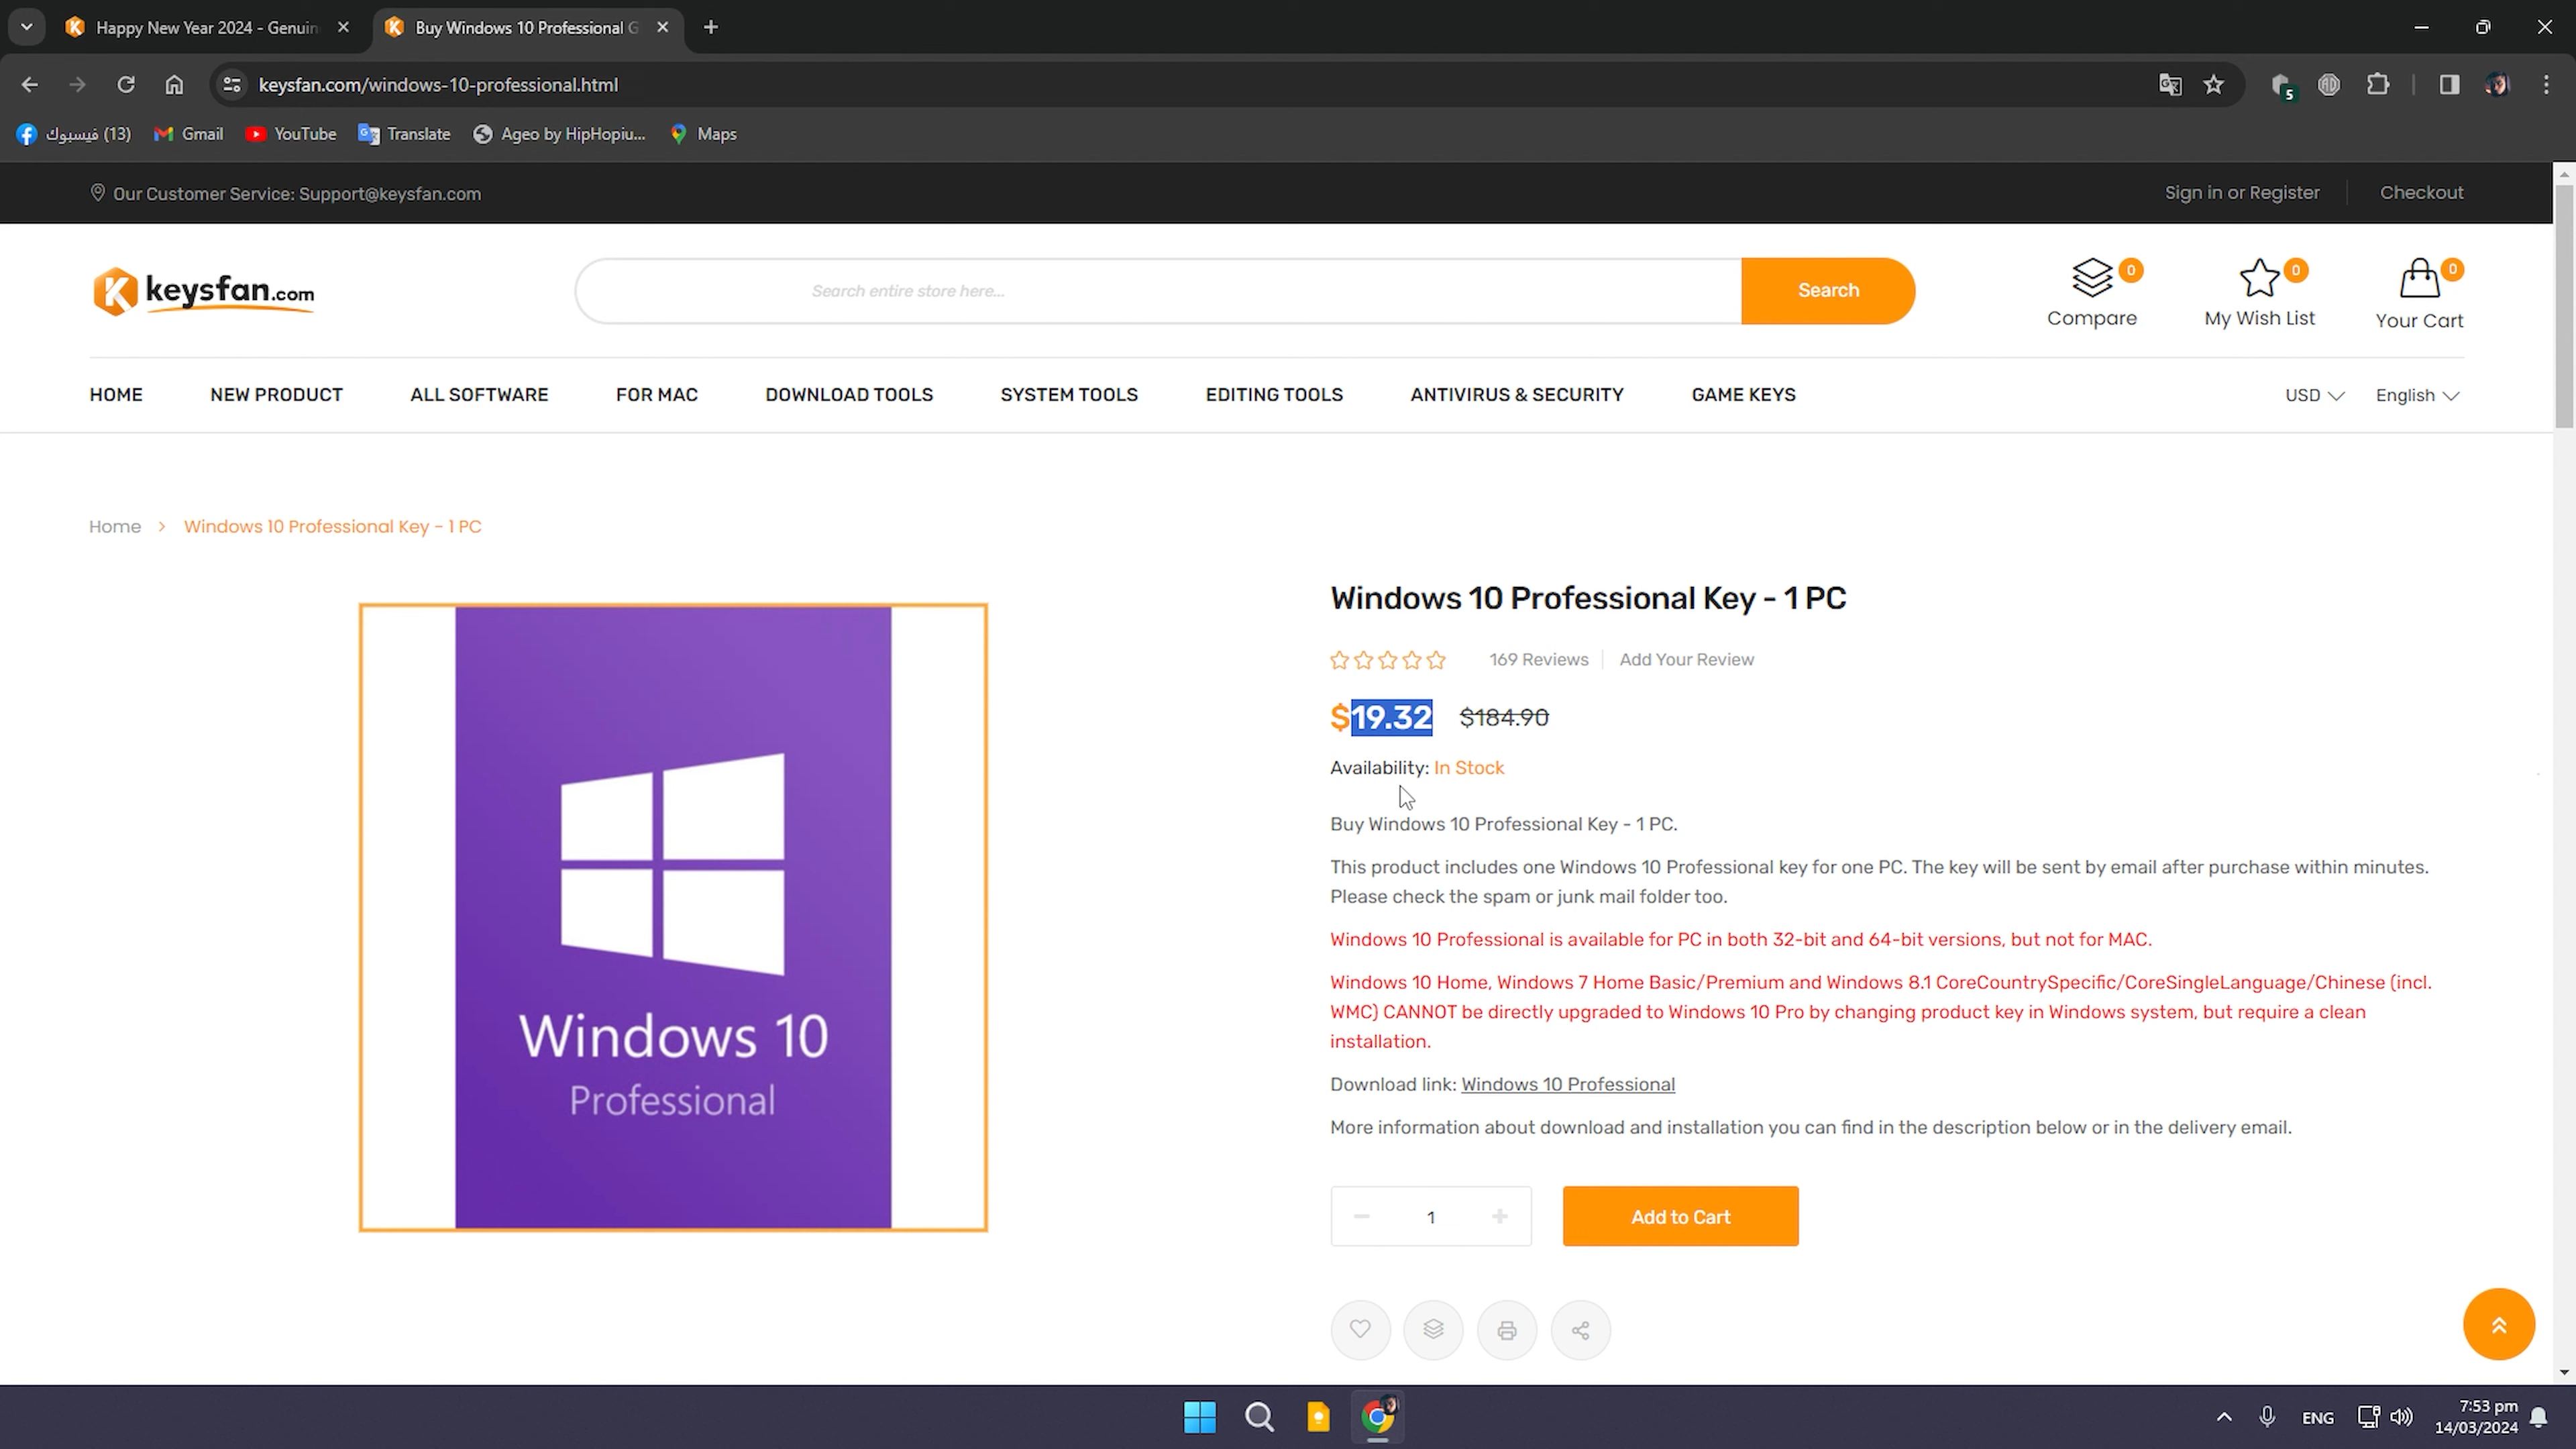 Happy New Year 2024 - Genuin
Buy Windows 10 Professional G
keysfan.com/windows-10-professional.html
5
(13) فيسبوك
Gmail
YouTube
Translate
Ageo by HipHopiu...
Maps
Our Customer Service: Support@keysfan.com
Sign in or Register
Checkout
keysfan.com
Search entire store here...
Search
0
Compare
0
My Wish List
0
Your Cart
HOME
NEW PRODUCT
ALL SOFTWARE
FOR MAC
DOWNLOAD TOOLS
SYSTEM TOOLS
EDITING TOOLS
ANTIVIRUS & SECURITY
GAME KEYS
USD
English
Home > Windows 10 Professional Key - 1 PC
Windows 10
Professional
Windows 10 Professional Key - 1 PC
169 Reviews
Add Your Review
$19.32 $184.90
Availability: In Stock
Buy Windows 10 Professional Key - 1 PC.
This product includes one Windows 10 Professional key for one PC. The key will be sent by email after purchase within minutes.
Please check the spam or junk mail folder too.
Windows 10 Professional is available for PC in both 32-bit and 64-bit versions, but not for MAC.
Windows 10 Home, Windows 7 Home Basic/Premium and Windows 8.1 CoreCountrySpecific/CoreSingleLanguage/Chinese (incl.
WMC) CANNOT be directly upgraded to Windows 10 Pro by changing product key in Windows system, but require a clean
installation.
Download link: Windows 10 Professional
More information about download and installation you can find in the description below or in the delivery email.
1
Add to Cart
ENG
7:53 pm
14/03/2024